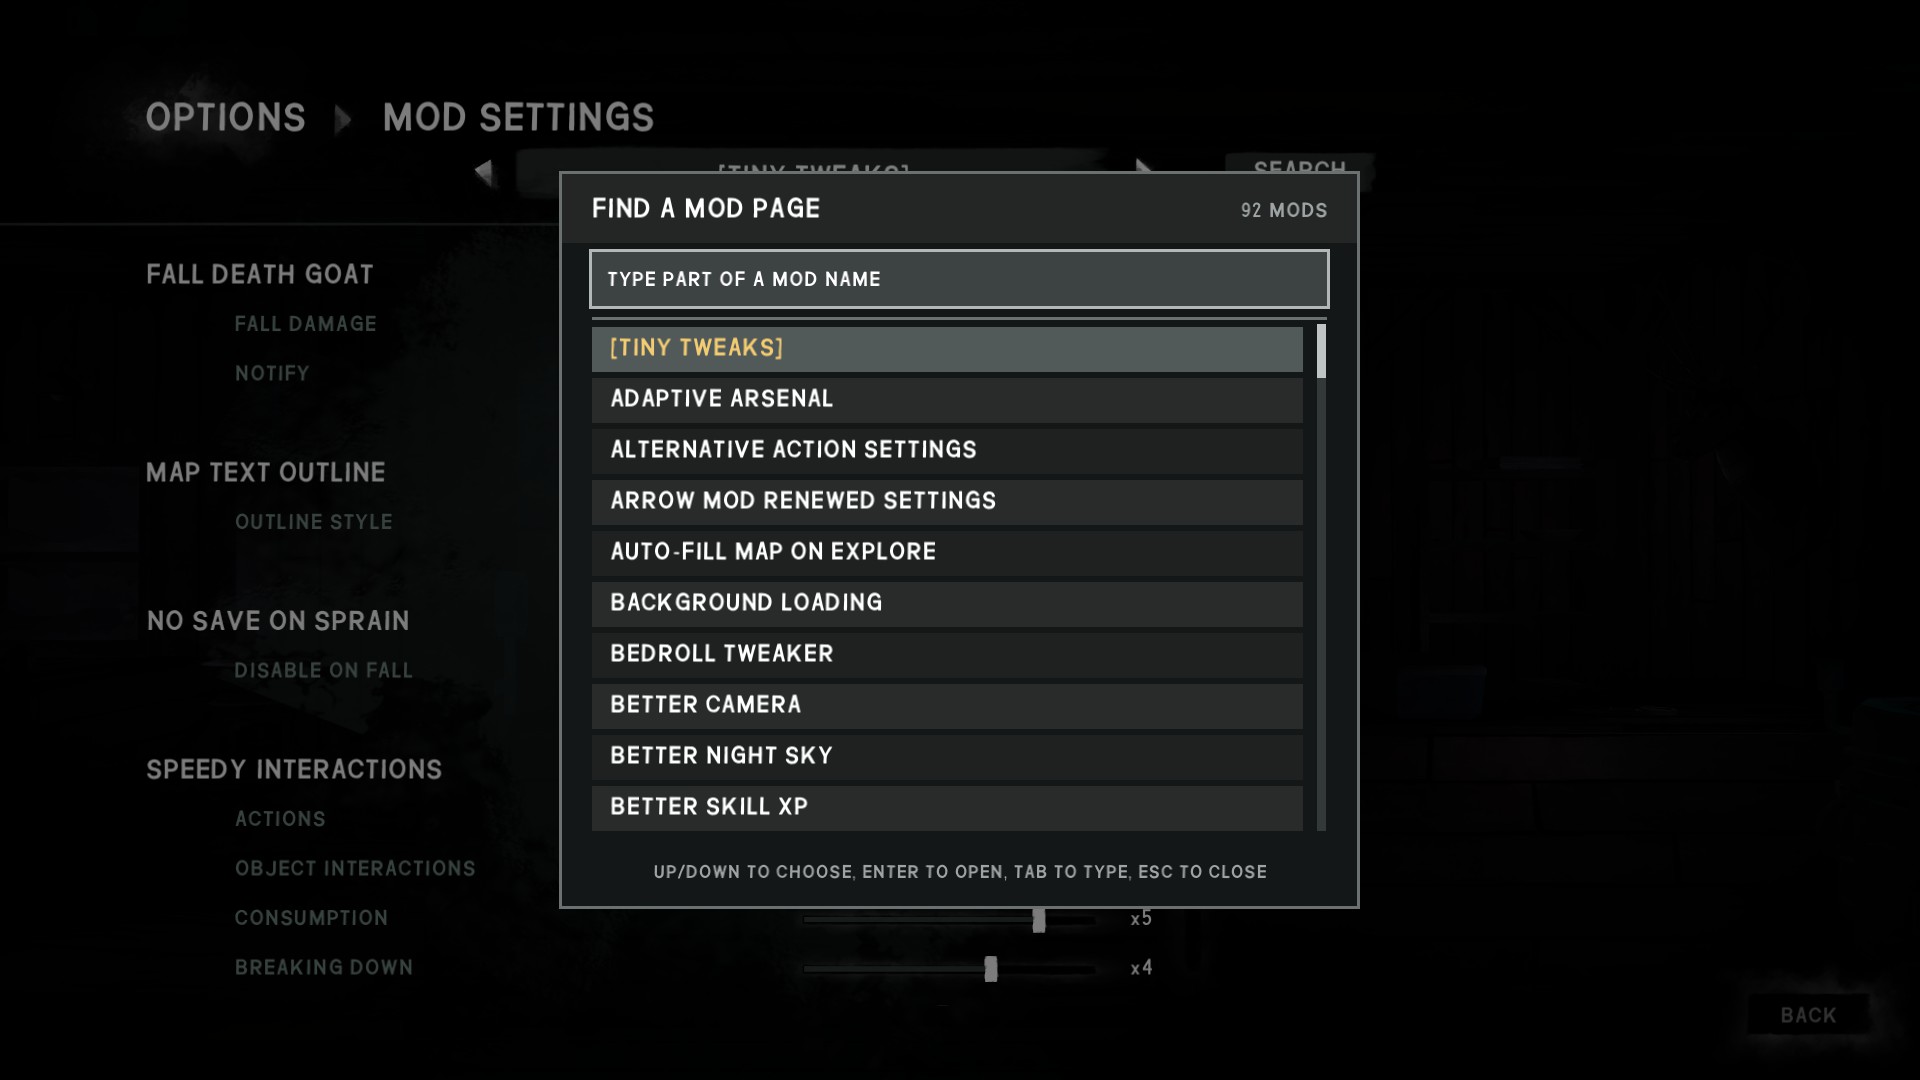 OPTIONS MOD SETTINGS
[TINY TWEAKS] SEARCH
FIND A MOD PAGE 92 MODS
TYPE PART OF A MOD NAME
[TINY TWEAKS]
ADAPTIVE ARSENAL
ALTERNATIVE ACTION SETTINGS
ARROW MOD RENEWED SETTINGS
AUTO-FILL MAP ON EXPLORE
BACKGROUND LOADING
BEDROLL TWEAKER
BETTER CAMERA
BETTER NIGHT SKY
BETTER SKILL XP
UP/DOWN TO CHOOSE, ENTER TO OPEN, TAB TO TYPE, ESC TO CLOSE
FALL DEATH GOAT
FALL DAMAGE
NOTIFY
MAP TEXT OUTLINE
OUTLINE STYLE
NO SAVE ON SPRAIN
DISABLE ON FALL
SPEEDY INTERACTIONS
ACTIONS
OBJECT INTERACTIONS
CONSUMPTION x5
BREAKING DOWN x4
BACK